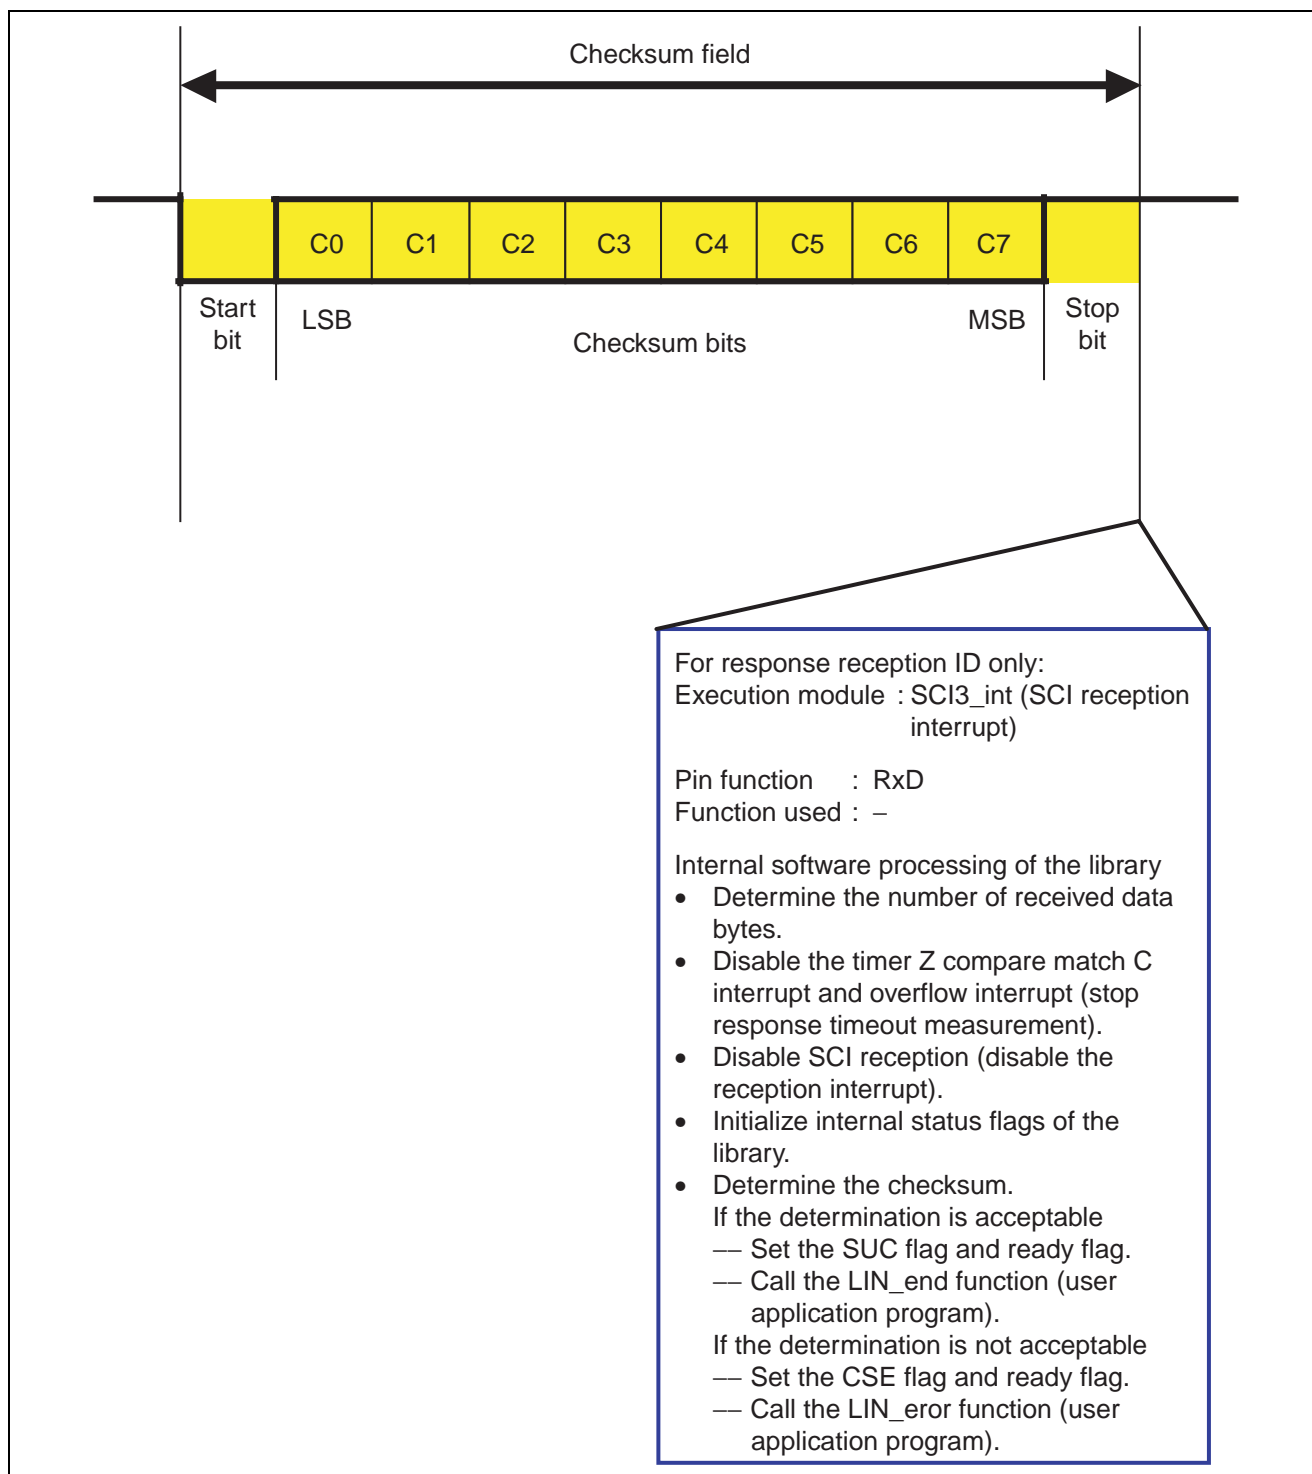 Checksum field
C0 C1 C2 C3 C4 C5 C6 C7
Start
bit
LSB
Checksum bits
MSB
Stop
bit
For response reception ID only:
Execution module : SCI3_int (SCI reception
interrupt)
Pin function : RxD
Function used : –
Internal software processing of the library
• Determine the number of received data
bytes.
• Disable the timer Z compare match C
interrupt and overflow interrupt (stop
response timeout measurement).
• Disable SCI reception (disable the
reception interrupt).
• Initialize internal status flags of the
library.
• Determine the checksum.
If the determination is acceptable
–– Set the SUC flag and ready flag.
–– Call the LIN_end function (user
application program).
If the determination is not acceptable
–– Set the CSE flag and ready flag.
–– Call the LIN_eror function (user
application program).